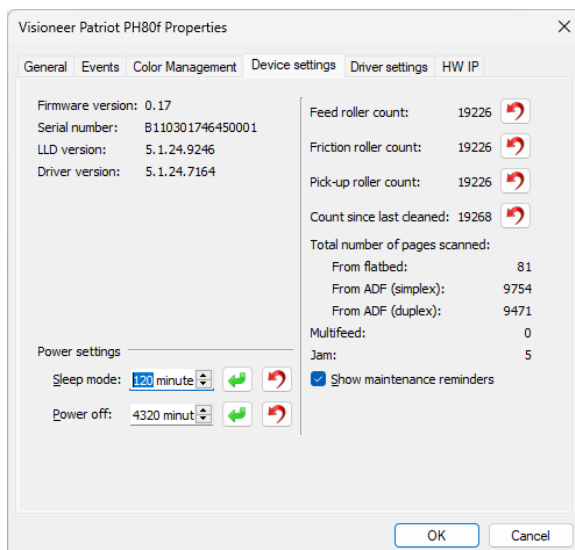 Visioneer Patriot PH80f Properties
General Events Color Management Device settings Driver settings HW IP
Firmware version: 0.17
Serial number: B110301746450001
LLD version: 5.1.24.9246
Driver version: 5.1.24.7164
Power settings
Sleep mode: 120 minute
Power off: 4320 minut
Feed roller count: 19226
Friction roller count: 19226
Pick-up roller count: 19226
Count since last cleaned: 19268
Total number of pages scanned:
From flatbed: 81
From ADF (simplex): 9754
From ADF (duplex): 9471
Multifeed: 0
Jam: 5
Show maintenance reminders
OK Cancel